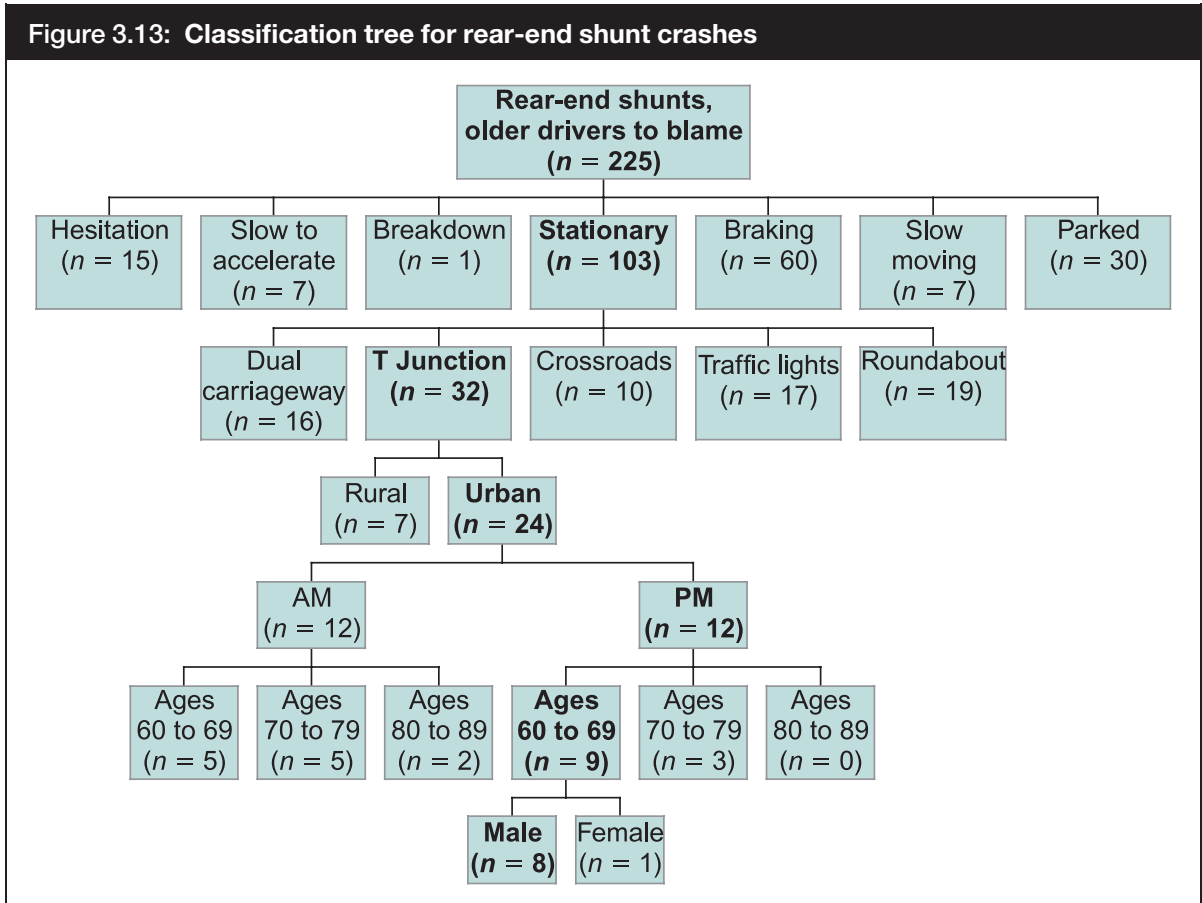 Figure 3.13: Classification tree for rear-end shunt crashes
Rear-end shunts,
older drivers to blame
(n = 225)
Hesitation
(n = 15)
Slow to
accelerate
(n = 7)
Breakdown
(n = 1)
Stationary
(n = 103)
Braking
(n = 60)
Slow
moving
(n = 7)
Parked
(n = 30)
Dual
carriageway
(n = 16)
T Junction
(n = 32)
Crossroads
(n = 10)
Traffic lights
(n = 17)
Roundabout
(n = 19)
Rural
(n = 7)
Urban
(n = 24)
AM
(n = 12)
PM
(n = 12)
Ages
60 to 69
(n = 5)
Ages
70 to 79
(n = 5)
Ages
80 to 89
(n = 2)
Ages
60 to 69
(n = 9)
Ages
70 to 79
(n = 3)
Ages
80 to 89
(n = 0)
Male
(n = 8)
Female
(n = 1)